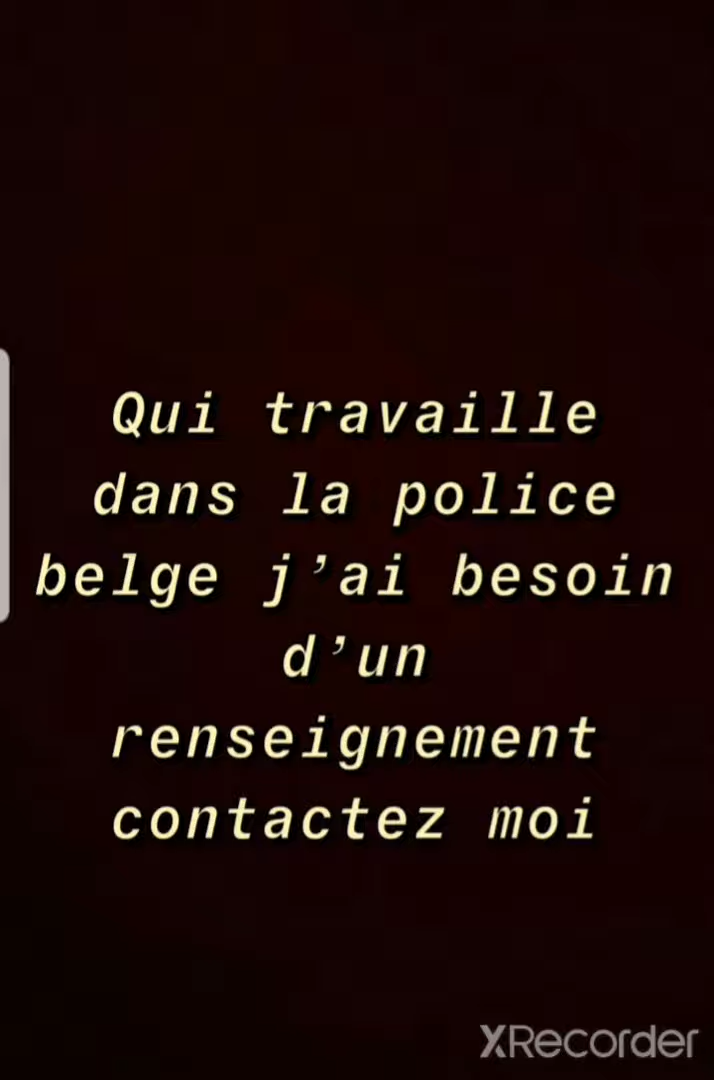 Qui travaille
dans la police
belge j’ai besoin
d’un
renseignement
contactez moi
XRecorder